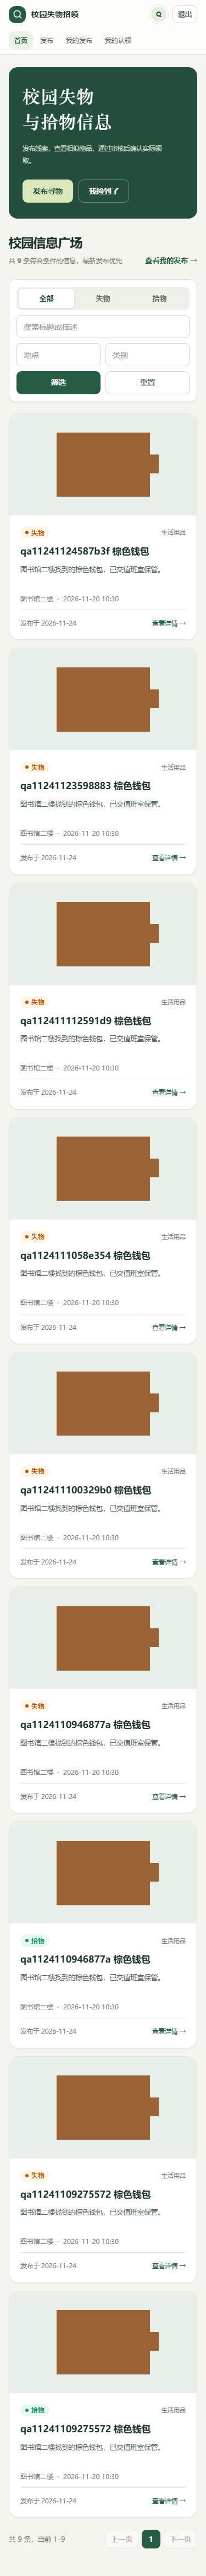 校园失物招领
Q
退出
首页 发布 我的发布 我的认领
校园失物
与拾物信息
发布线索，查看相似物品，通过审核后确认实际领
取。
发布寻物 我捡到了
校园信息广场
共 9 条符合条件的信息，最新发布优先 查看我的发布 →
全部 失物 拾物
搜索标题或描述
地点 类别
筛选 重置
失物 生活用品
qa11241124587b3f 棕色钱包
图书馆二楼找到的棕色钱包，已交值班室保管。
图书馆二楼 · 2026-11-20 10:30
发布于 2026-11-24 查看详情 →
失物 生活用品
qa11241123598883 棕色钱包
图书馆二楼找到的棕色钱包，已交值班室保管。
图书馆二楼 · 2026-11-20 10:30
发布于 2026-11-24 查看详情 →
失物 生活用品
qa112411112591d9 棕色钱包
图书馆二楼找到的棕色钱包，已交值班室保管。
图书馆二楼 · 2026-11-20 10:30
发布于 2026-11-24 查看详情 →
失物 生活用品
qa1124111058e354 棕色钱包
图书馆二楼找到的棕色钱包，已交值班室保管。
图书馆二楼 · 2026-11-20 10:30
发布于 2026-11-24 查看详情 →
失物 生活用品
qa112411100329b0 棕色钱包
图书馆二楼找到的棕色钱包，已交值班室保管。
图书馆二楼 · 2026-11-20 10:30
发布于 2026-11-24 查看详情 →
失物 生活用品
qa1124110946877a 棕色钱包
图书馆二楼找到的棕色钱包，已交值班室保管。
图书馆二楼 · 2026-11-20 10:30
发布于 2026-11-24 查看详情 →
拾物 生活用品
qa1124110946877a 棕色钱包
图书馆二楼找到的棕色钱包，已交值班室保管。
图书馆二楼 · 2026-11-20 10:30
发布于 2026-11-24 查看详情 →
失物 生活用品
qa11241109275572 棕色钱包
图书馆二楼找到的棕色钱包，已交值班室保管。
图书馆二楼 · 2026-11-20 10:30
发布于 2026-11-24 查看详情 →
拾物 生活用品
qa11241109275572 棕色钱包
图书馆二楼找到的棕色钱包，已交值班室保管。
图书馆二楼 · 2026-11-20 10:30
发布于 2026-11-24 查看详情 →
共 9 条，当前 1–9 上一页 1 下一页